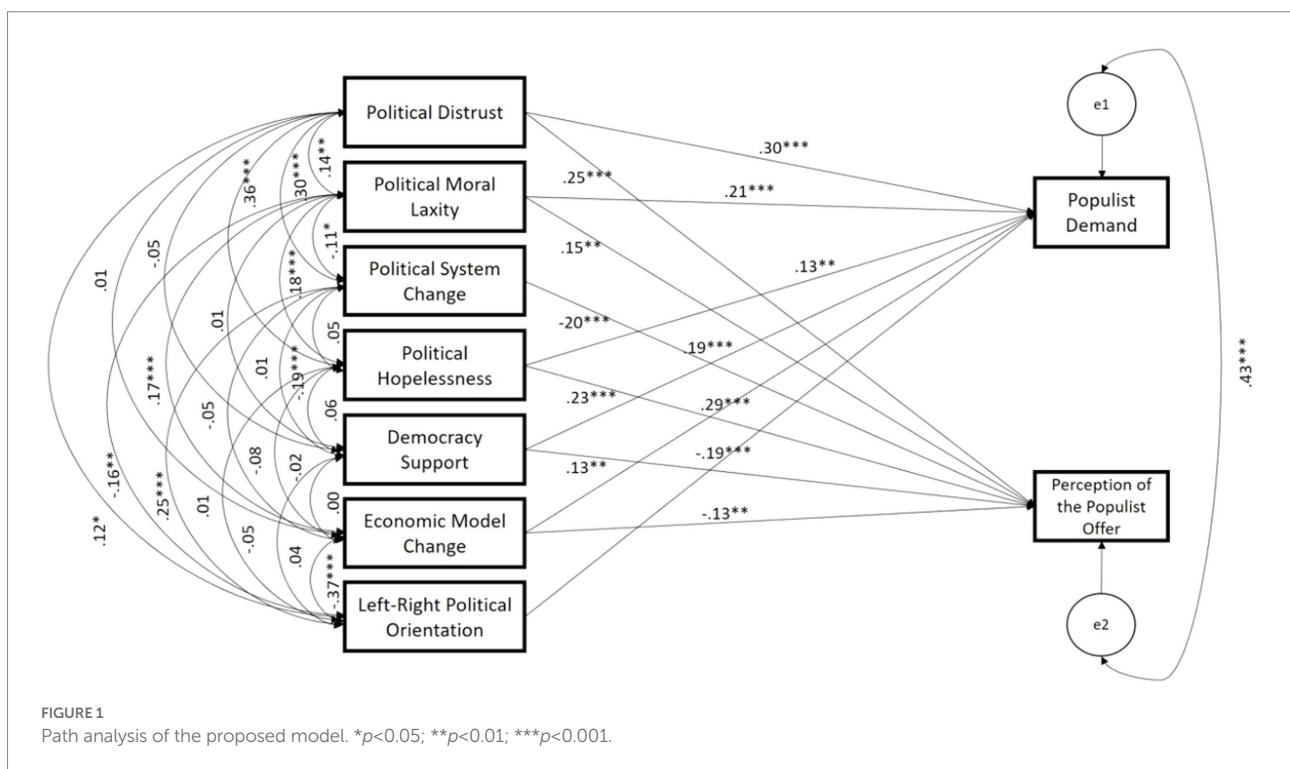 Political Distrust
Political Moral
Laxity
Political System
Change
Political
Hopelessness
Democracy
Support
Economic Model
Change
Left-Right Political
Orientation
.14**
.30***
.36***
-.05
.01
.12*
-.11*
.18***
.01
.17***
-.16**
.05
.01
-.05
.25***
-.19***
.06
-.08
.01
-.02
-.05
.00
.04
-.37***
.30***
.25***
.21***
.15**
.13**
-20***
.19***
.23***
.29***
-.19***
.13**
-.13**
e1
Populist
Demand
.43***
Perception of
the Populist
Offer
e2
FIGURE 1
Path analysis of the proposed model. *p<0.05; **p<0.01; ***p<0.001.